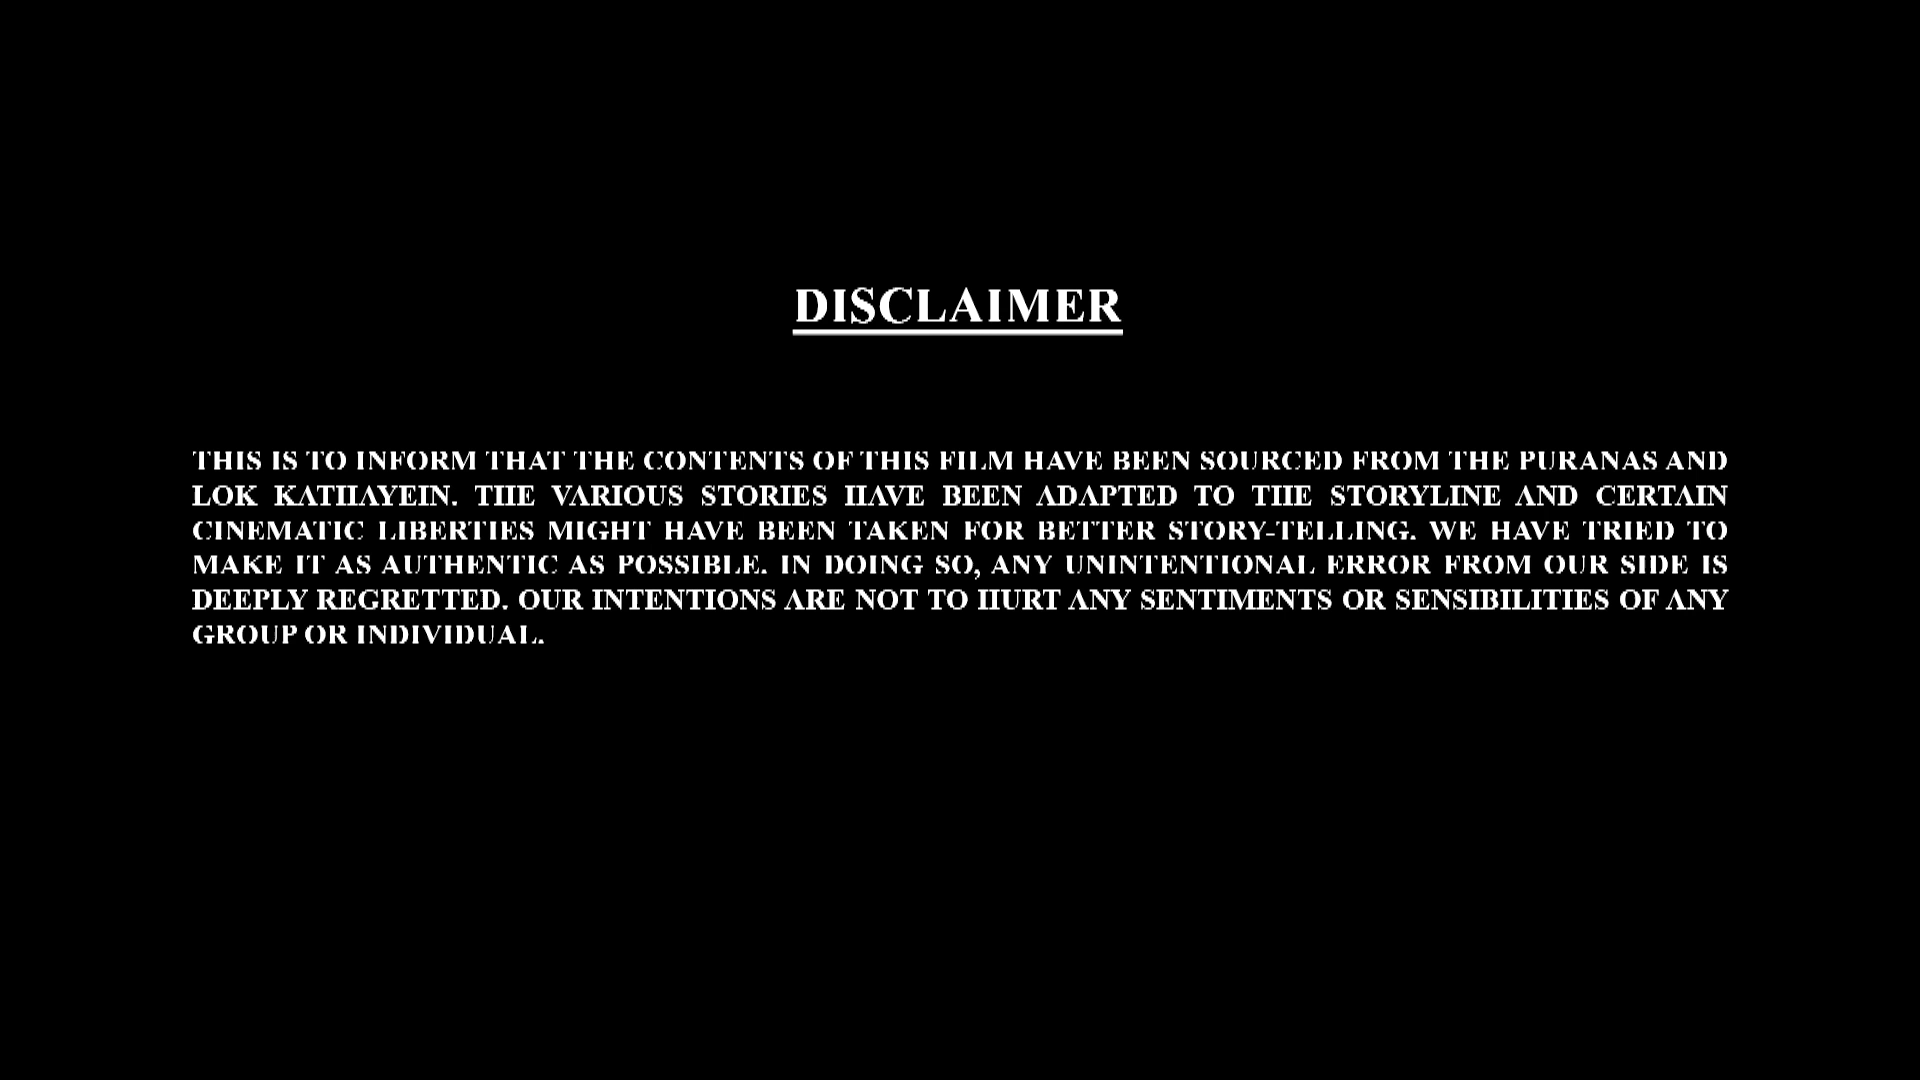 DISCLAIMER
THIS IS TO INFORM THAT THE CONTENTS OF THIS FILM HAVE BEEN SOURCED FROM THE PURANAS AND
LOK KATHAYEIN. THE VARIOUS STORIES HAVE BEEN ADAPTED TO THE STORYLINE AND CERTAIN
CINEMATIC LIBERTIES MIGHT HAVE BEEN TAKEN FOR BETTER STORY-TELLING. WE HAVE TRIED TO
MAKE IT AS AUTHENTIC AS POSSIBLE. IN DOING SO, ANY UNINTENTIONAL ERROR FROM OUR SIDE IS
DEEPLY REGRETTED. OUR INTENTIONS ARE NOT TO HURT ANY SENTIMENTS OR SENSIBILITIES OF ANY
GROUP OR INDIVIDUAL.